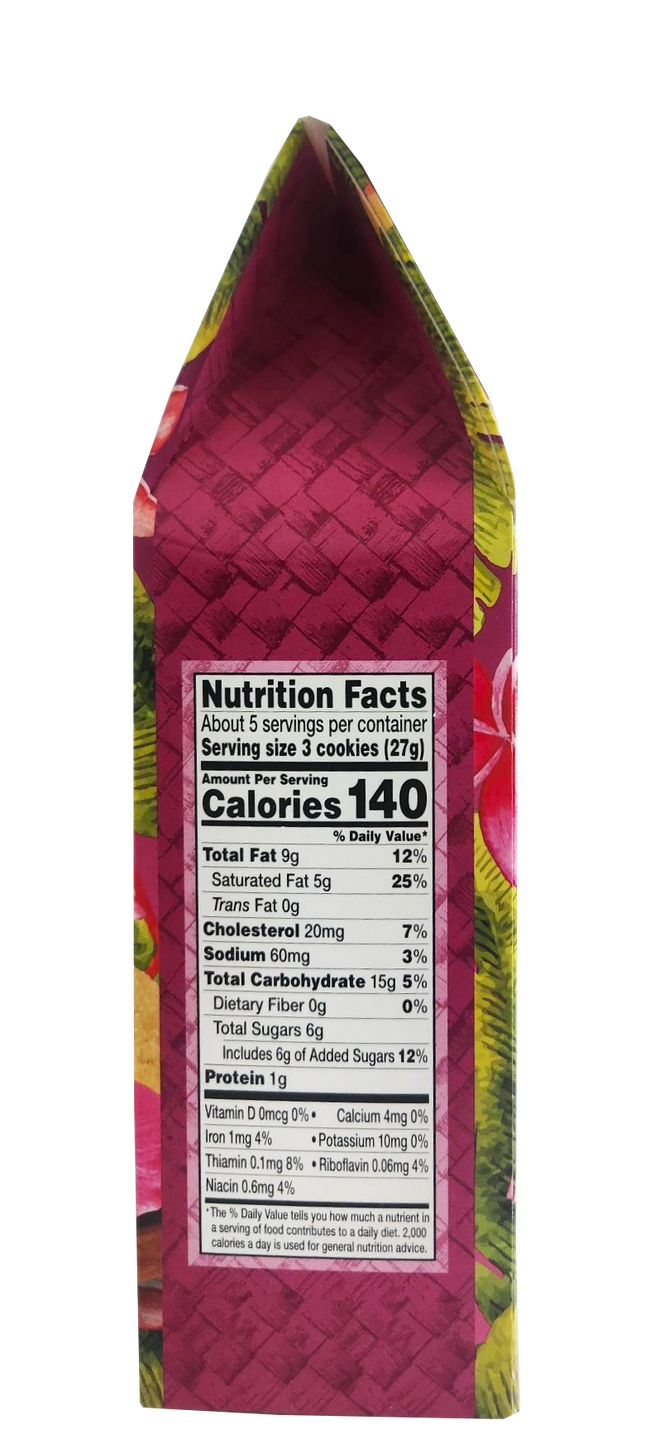 Nutrition Facts
About 5 servings per container
Serving size 3 cookies (27g)
Amount Per Serving
Calories 140
% Daily Value*
Total Fat 9g 12%
Saturated Fat 5g 25%
Trans Fat 0g
Cholesterol 20mg 7%
Sodium 60mg 3%
Total Carbohydrate 15g 5%
Dietary Fiber 0g 0%
Total Sugars 6g
Includes 6g of Added Sugars 12%
Protein 1g
Vitamin D 0mcg 0% • Calcium 4mg 0%
Iron 1mg 4% • Potassium 10mg 0%
Thiamin 0.1mg 8% • Riboflavin 0.06mg 4%
Niacin 0.6mg 4%
*The % Daily Value tells you how much a nutrient in
a serving of food contributes to a daily diet. 2,000
calories a day is used for general nutrition advice.